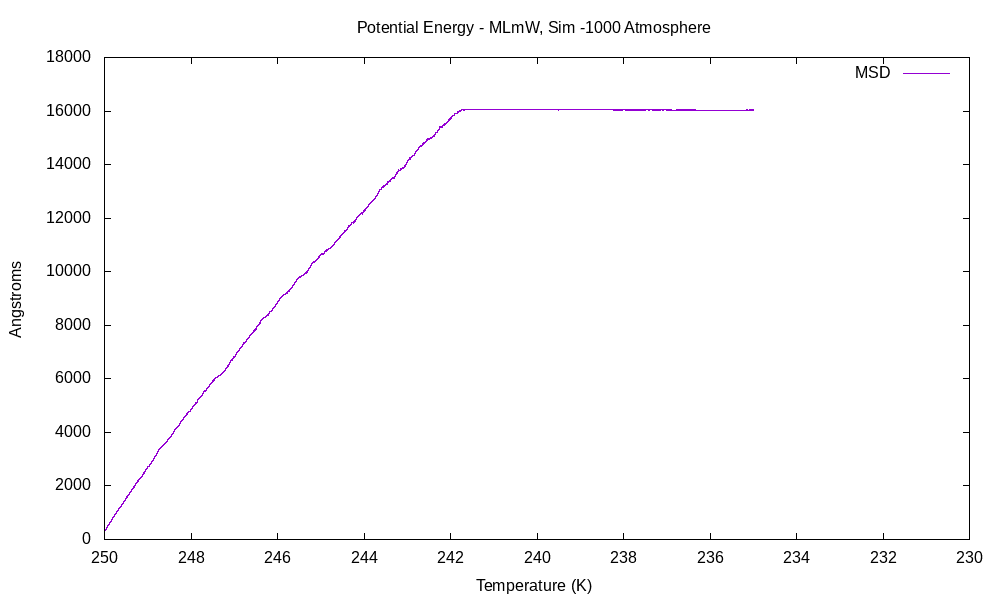 Potential Energy - MLmW, Sim -1000 Atmosphere
18000
MSD
16000
14000
12000
10000
Angstroms
8000
6000
4000
2000
0
250 248 246 244 242 240 238 236 234 232 230
Temperature (K)